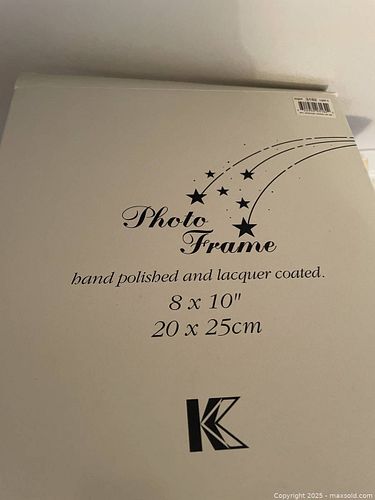 Photo
Frame
hand polished and lacquer coated.
8 x 10"
20 x 25cm
K
Copyright 2025 - maxsold.com